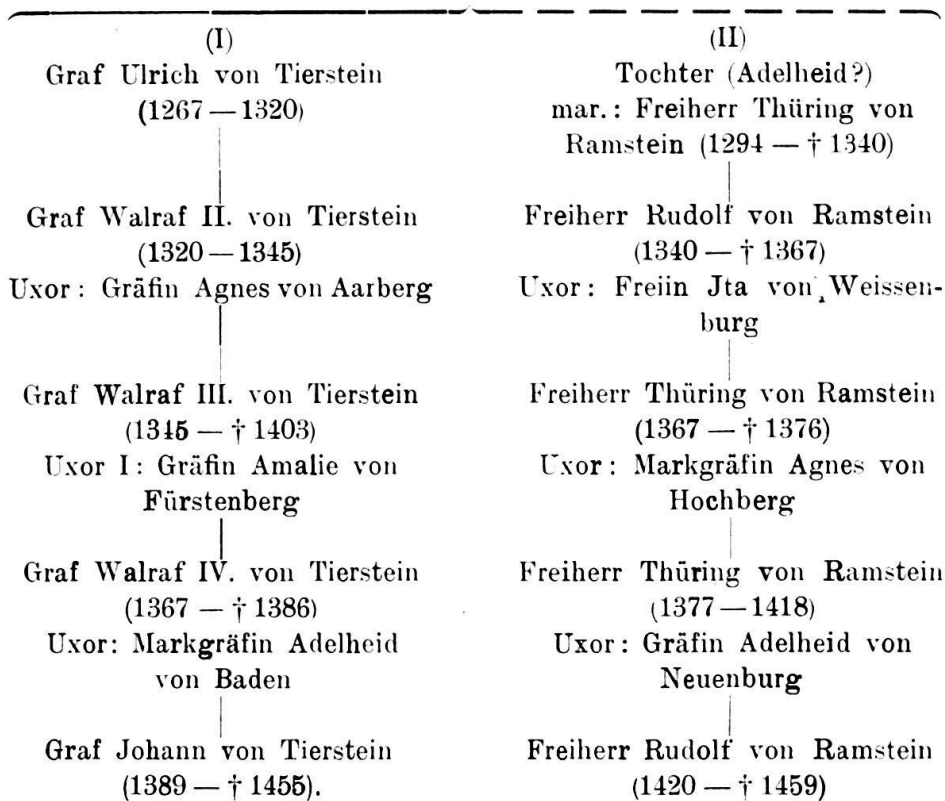 (I)
Graf Ulrich von Tierstein
(1267 — 1320)
Graf Walraf II. von Tierstein
(1320 — 1345)
Uxor: Gräfin Agnes von Aarberg
Graf Walraf III. von Tierstein
(1345 — † 1403)
Uxor I: Gräfin Amalie von
Fürstenberg
Graf Walraf IV. von Tierstein
(1367 — † 1386)
Uxor: Markgräfin Adelheid
von Baden
Graf Johann von Tierstein
(1389 — † 1455).
(II)
Tochter (Adelheid?)
mar.: Freiherr Thüring von
Ramstein (1294 — † 1340)
Freiherr Rudolf von Ramstein
(1340 — † 1367)
Uxor: Freiin Jta von Weissen-
burg
Freiherr Thüring von Ramstein
(1367 — † 1376)
Uxor: Markgräfin Agnes von
Hochberg
Freiherr Thüring von Ramstein
(1377 — 1418)
Uxor: Gräfin Adelheid von
Neuenburg
Freiherr Rudolf von Ramstein
(1420 — † 1459)